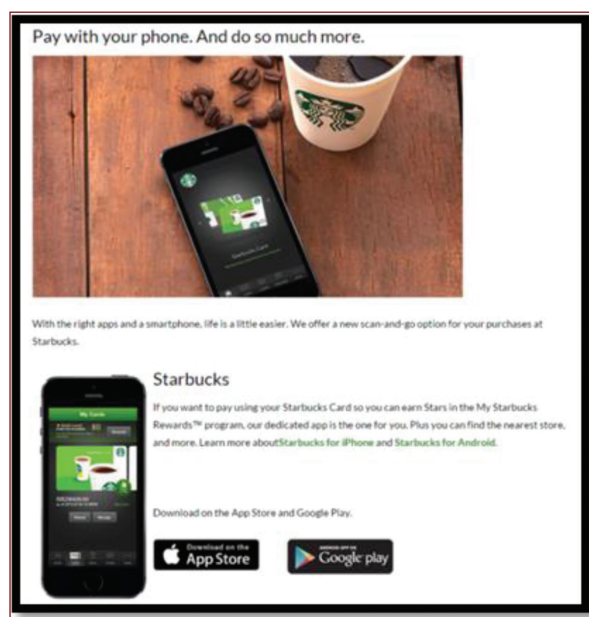 Pay with your phone. And do so much more.
Starbucks Card
With the right apps and a smartphone, life is a little easier. We offer a new scan-and-go option for your purchases at
Starbucks.
Starbucks
If you want to pay using your Starbucks Card so you can earn Stars in the My Starbucks
Rewards™ program, our dedicated app is the one for you. Plus you can find the nearest store,
and more. Learn more aboutStarbucks for iPhone and Starbucks for Android.
My Cards
Download on the App Store and Google Play.
Download on the
App Store
ANDROID APP ON
Google play